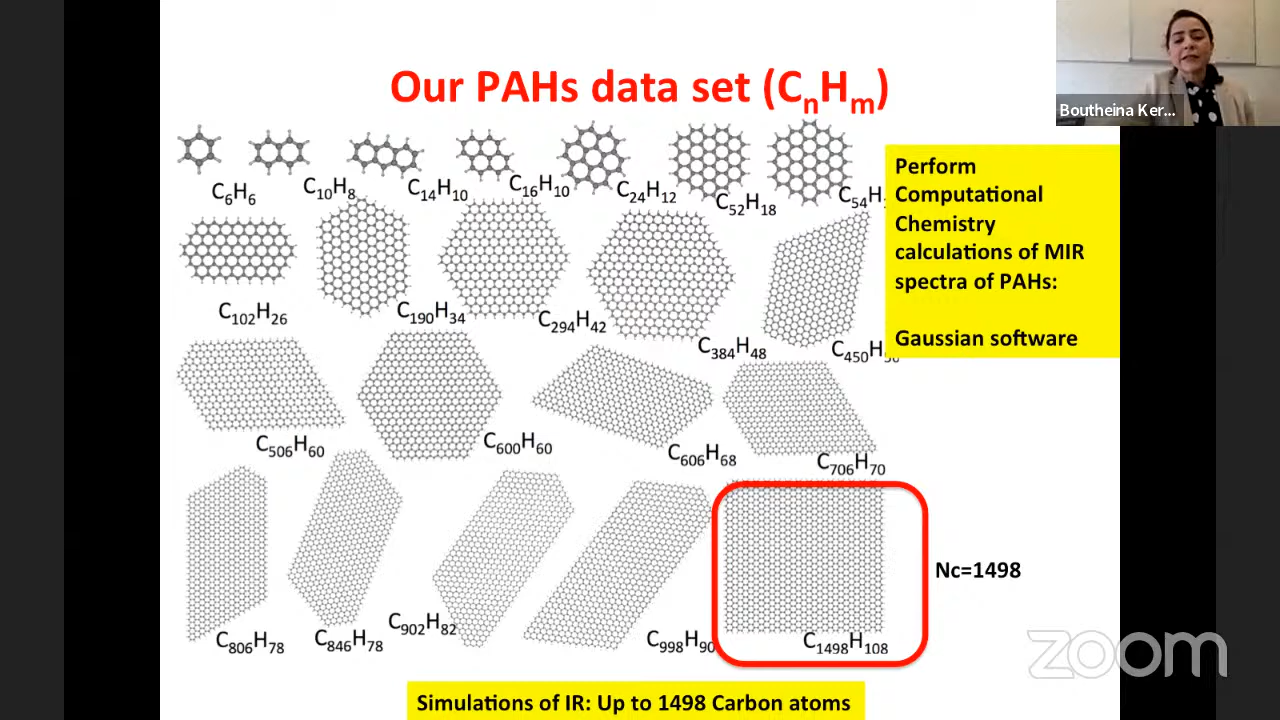 Our PAHs data set (CnHm)
Boutheina Ker...
C6H6
C10H8
C14H10
C16H10
C24H12
C52H18
C54H
C102H26
C190H34
C294H42
C384H48
C450H
Perform
Computational
Chemistry
calculations of MIR
spectra of PAHs:
Gaussian software
C506H60
C600H60
C606H68
C706H70
C806H78
C846H78
C902H82
C998H90
C1498H108
Nc=1498
zoom
Simulations of IR: Up to 1498 Carbon atoms